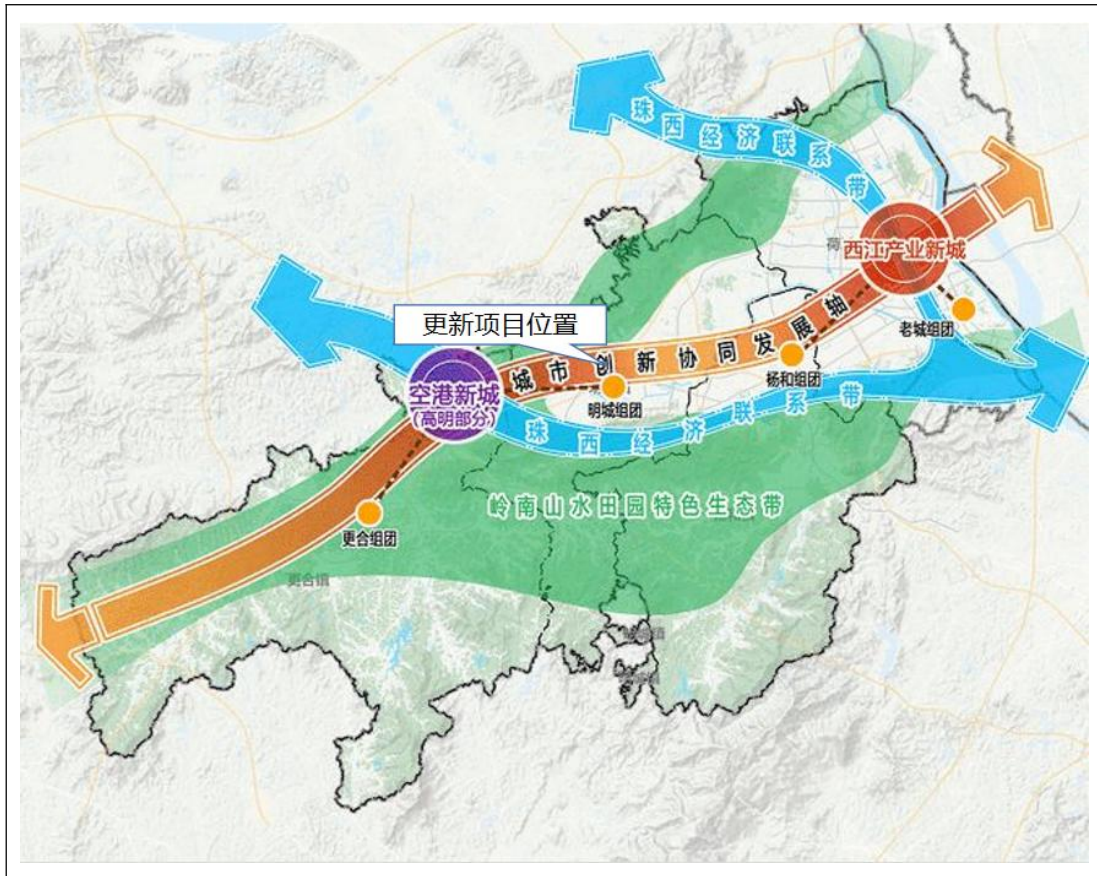 珠西经济联系带
西江产业新城
老城组团
更新项目位置
城市创新协同发展轴
杨和组团
明城组团
空港新城
(高明部分)
珠西经济联系带
岭南山水田园特色生态带
更合组团
更合镇